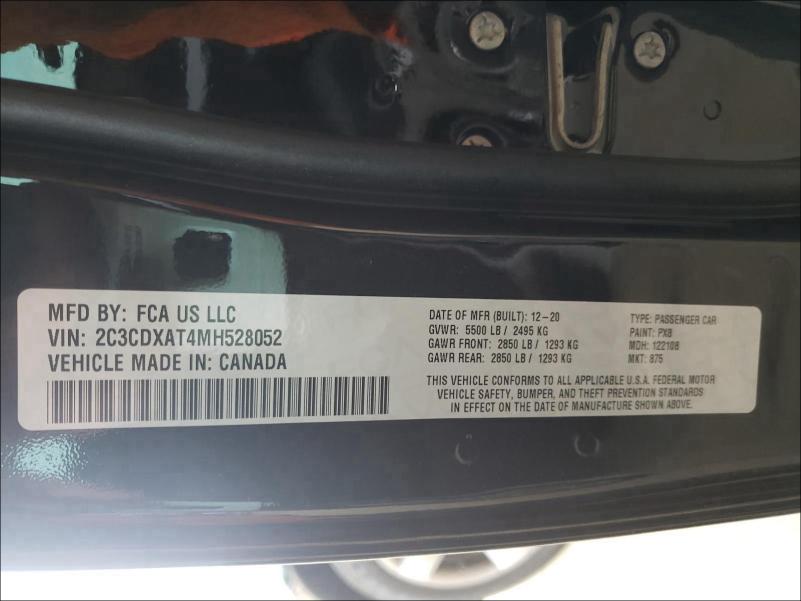 MFD BY: FCA US LLC
VIN: 2C3CDXAT4MH528052
VEHICLE MADE IN: CANADA
DATE OF MFR (BUILT): 12-20
GVWR: 5500 LB / 2495 KG
GAWR FRONT: 2850 LB / 1293 KG
GAWR REAR: 2850 LB / 1293 KG
TYPE: PASSENGER CAR
PAINT: PX8
MDH: 122108
MKT: 875
THIS VEHICLE CONFORMS TO ALL APPLICABLE U.S.A. FEDERAL MOTOR
VEHICLE SAFETY, BUMPER, AND THEFT PREVENTION STANDARDS
IN EFFECT ON THE DATE OF MANUFACTURE SHOWN ABOVE.